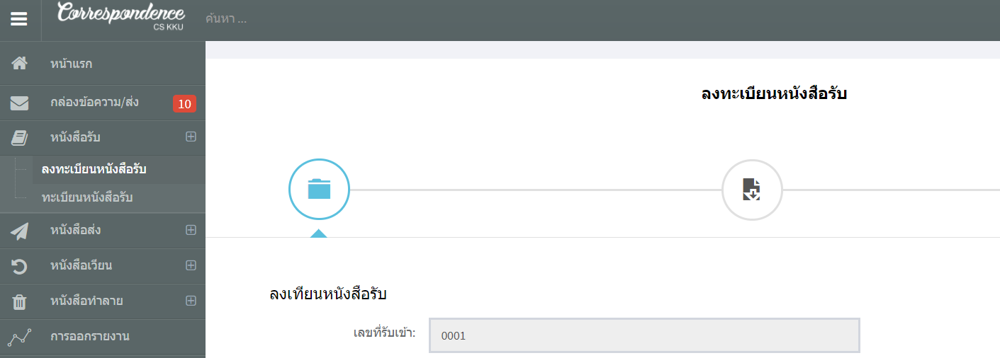 Correspondence
CS KKU
ค้นหา ...
หน้าแรก
กล่องข้อความ/ส่ง
10
หนังสือรับ
ลงทะเบียนหนังสือรับ
ทะเบียนหนังสือรับ
หนังสือส่ง
หนังสือเวียน
หนังสือทำลาย
การออกรายงาน
ลงทะเบียนหนังสือรับ
ลงเทียนหนังสือรับ
เลขที่รับเข้า:
0001